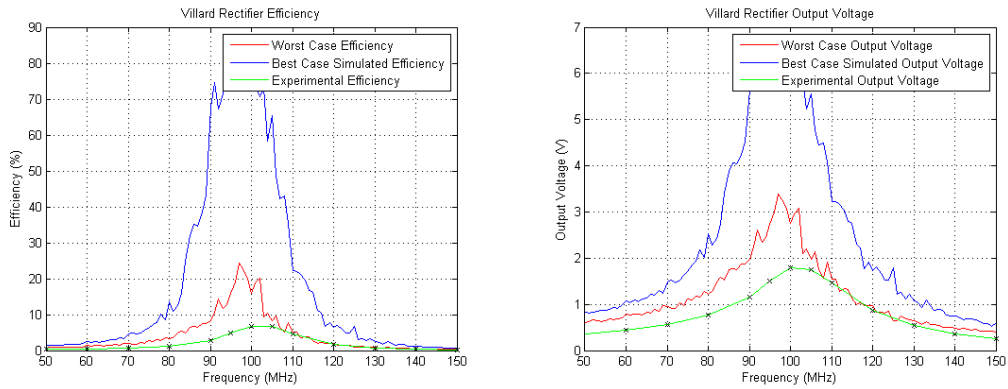 Villard Rectifier Efficiency
90
80
70
60
50
40
30
20
10
0
Efficiency (%)
Worst Case Efficiency
Best Case Simulated Efficiency
Experimental Efficiency
50 60 70 80 90 100 110 120 130 140 150
Frequency (MHz)
Villard Rectifier Output Voltage
7
6
5
4
3
2
1
0
Output Voltage (V)
Worst Case Output Voltage
Best Case Simulated Output Voltage
Experimental Output Voltage
50 60 70 80 90 100 110 120 130 140 150
Frequency (MHz)